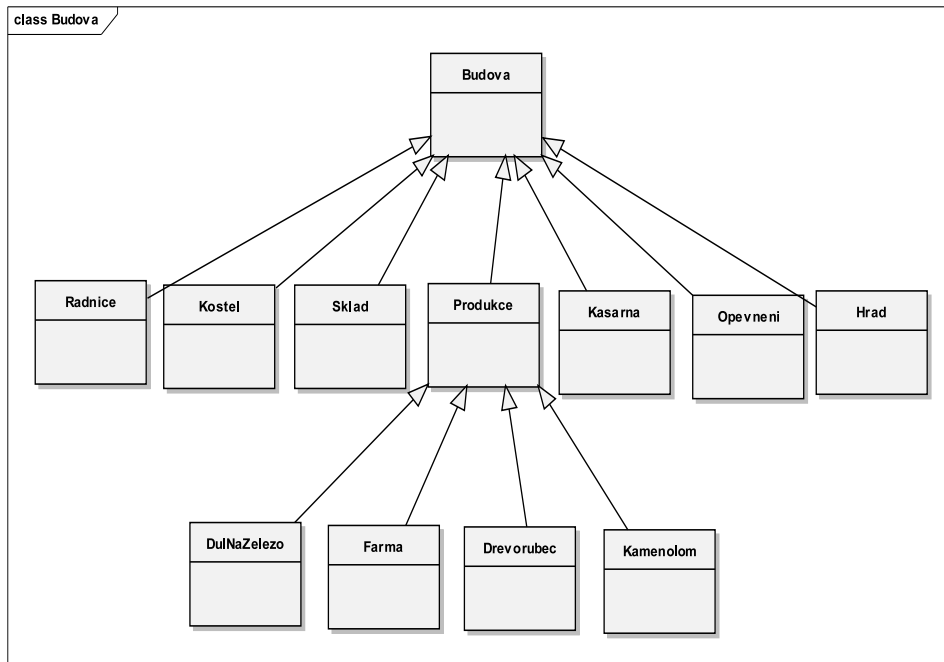 class Budova
Budova
Radnice
Kostel
Sklad
Produkce
Kasarna
Opevneni
Hrad
DulNaZelezo
Farma
Drevorubec
Kamenolom